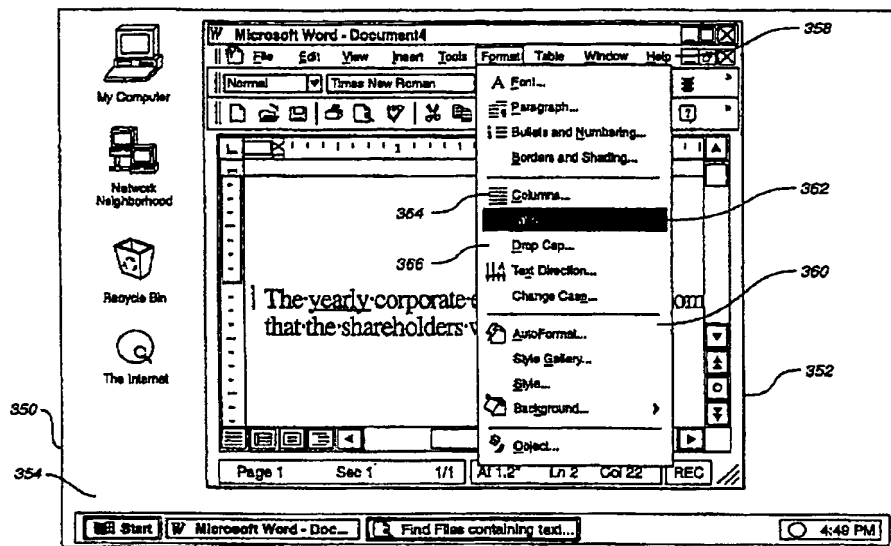 Microsoft Word - Document4
358
File Edit View Insert Tools Format Table Window Help
Normal Times New Roman
My Computer
A Font...
Paragraph...
Bullets and Numbering...
Borders and Shading...
1
Network Neighborhood
364
Columns...
362
366
Drop Cap...
Text Direction...
360
Recycle Bin
The·yearly·corporate·e
om
Change Case...
that·the·shareholders·
AutoFormat...
The Internet
Style Gallery...
352
Style...
350
Background...
354
Object...
Page 1 Sec 1 1/1 At 1.2" Ln 2 Col 22 REC
Start W Microsoft Word - Doc... Find Files containing text... 4:49 PM